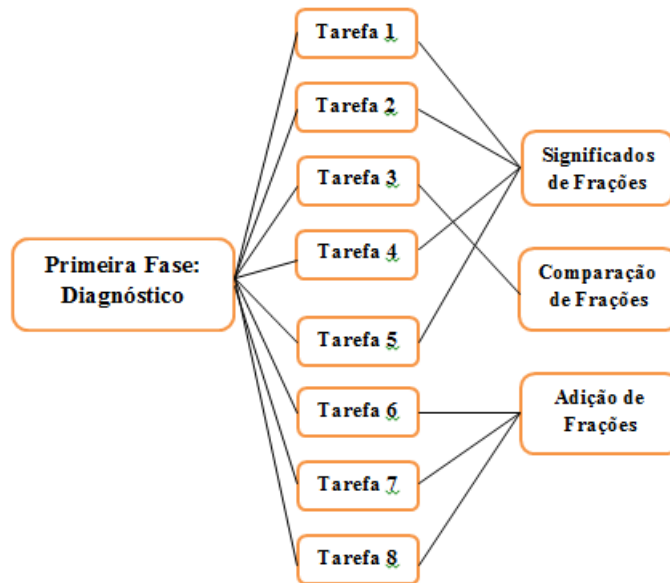 Primeira Fase:
Diagnóstico
Tarefa 1
Tarefa 2
Tarefa 3
Tarefa 4
Tarefa 5
Tarefa 6
Tarefa 7
Tarefa 8
Significados
de Frações
Comparação
de Frações
Adição de
Frações